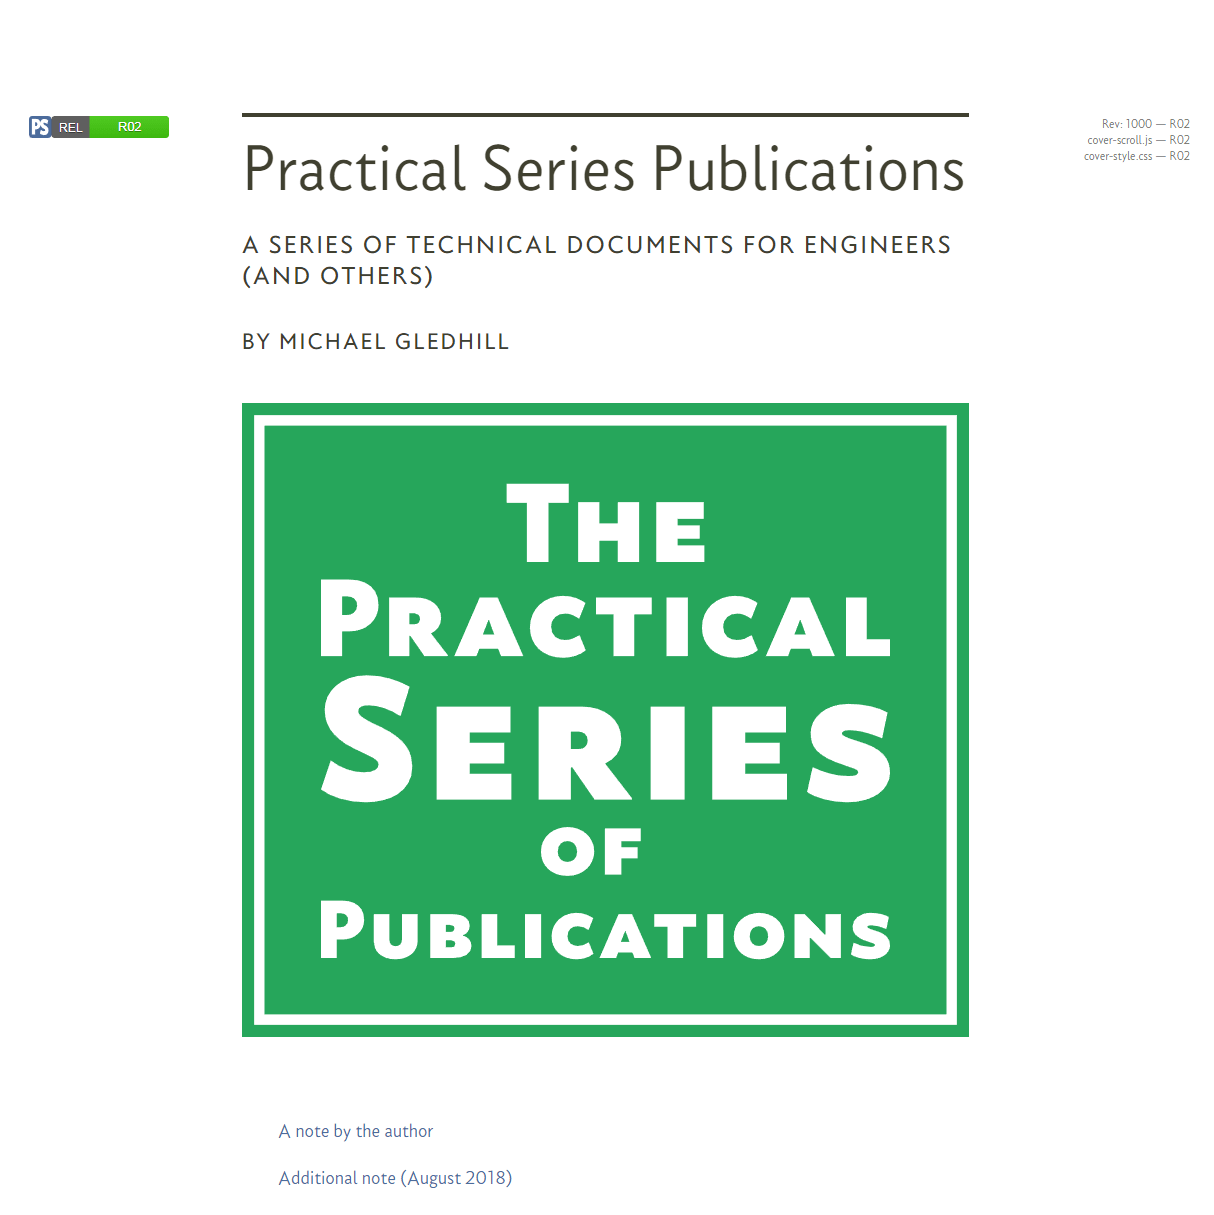 PS REL R02
Rev: 1000 — R02
cover-scroll.js — R02
cover-style.css — R02
Practical Series Publications
A SERIES OF TECHNICAL DOCUMENTS FOR ENGINEERS
(AND OTHERS)
BY MICHAEL GLEDHILL
THE
PRACTICAL
SERIES
OF
PUBLICATIONS
A note by the author
Additional note (August 2018)